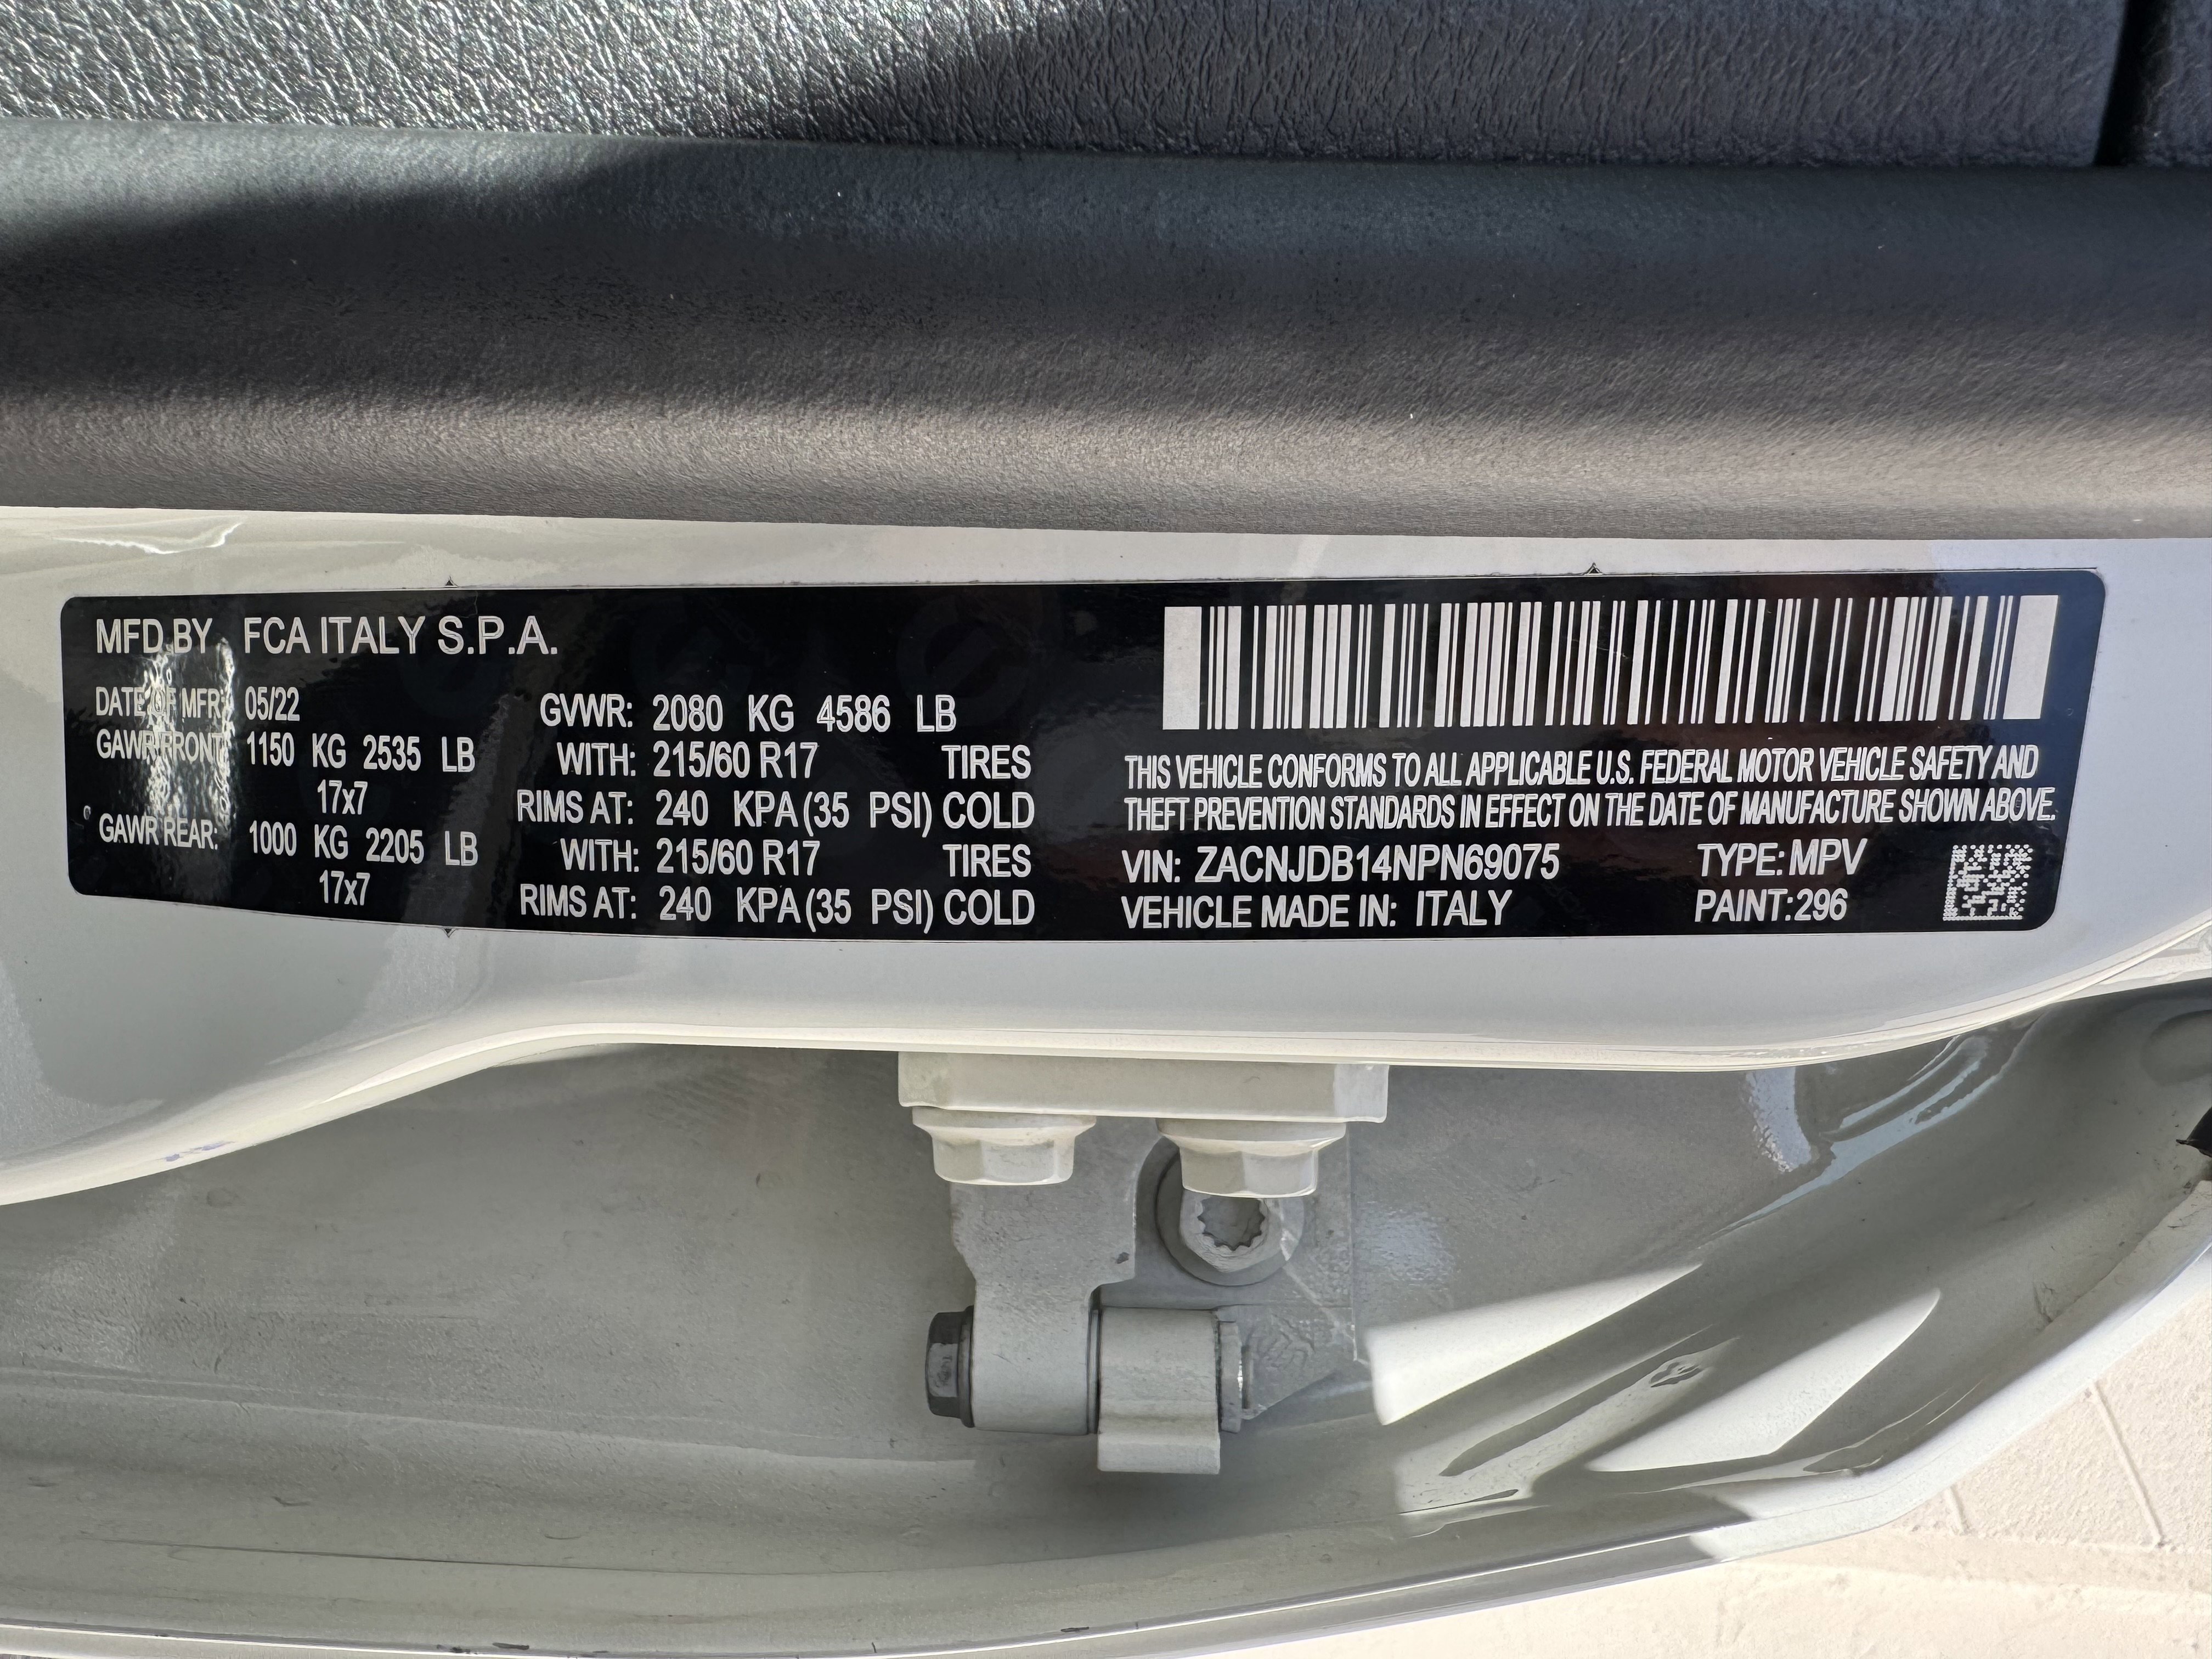 MFD BY FCA ITALY S.P.A.
DATE OF MFR: 05/22
GAWR FRONT: 1150 KG 2535 LB
17x7
GAWR REAR: 1000 KG 2205 LB
17x7
GVWR: 2080 KG 4586 LB
WITH: 215/60 R17 TIRES
RIMS AT: 240 KPA (35 PSI) COLD
WITH: 215/60 R17 TIRES
RIMS AT: 240 KPA (35 PSI) COLD
THIS VEHICLE CONFORMS TO ALL APPLICABLE U.S. FEDERAL MOTOR VEHICLE SAFETY AND
THEFT PREVENTION STANDARDS IN EFFECT ON THE DATE OF MANUFACTURE SHOWN ABOVE.
VIN: ZACNJDB14NPN69075 TYPE: MPV
VEHICLE MADE IN: ITALY PAINT: 296